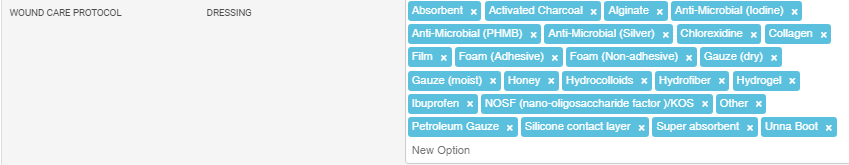 WOUND CARE PROTOCOL
DRESSING
Absorbent × Activated Charcoal × Alginate × Anti-Microbial (Iodine) ×
Anti-Microbial (PHMB) × Anti-Microbial (Silver) × Chlorexidine × Collagen ×
Film × Foam (Adhesive) × Foam (Non-adhesive) × Gauze (dry) ×
Gauze (moist) × Honey × Hydrocolloids × Hydrofiber × Hydrogel ×
Ibuprofen × NOSF (nano-oligosaccharide factor )/KOS × Other ×
Petroleum Gauze × Silicone contact layer × Super absorbent × Unna Boot ×
New Option